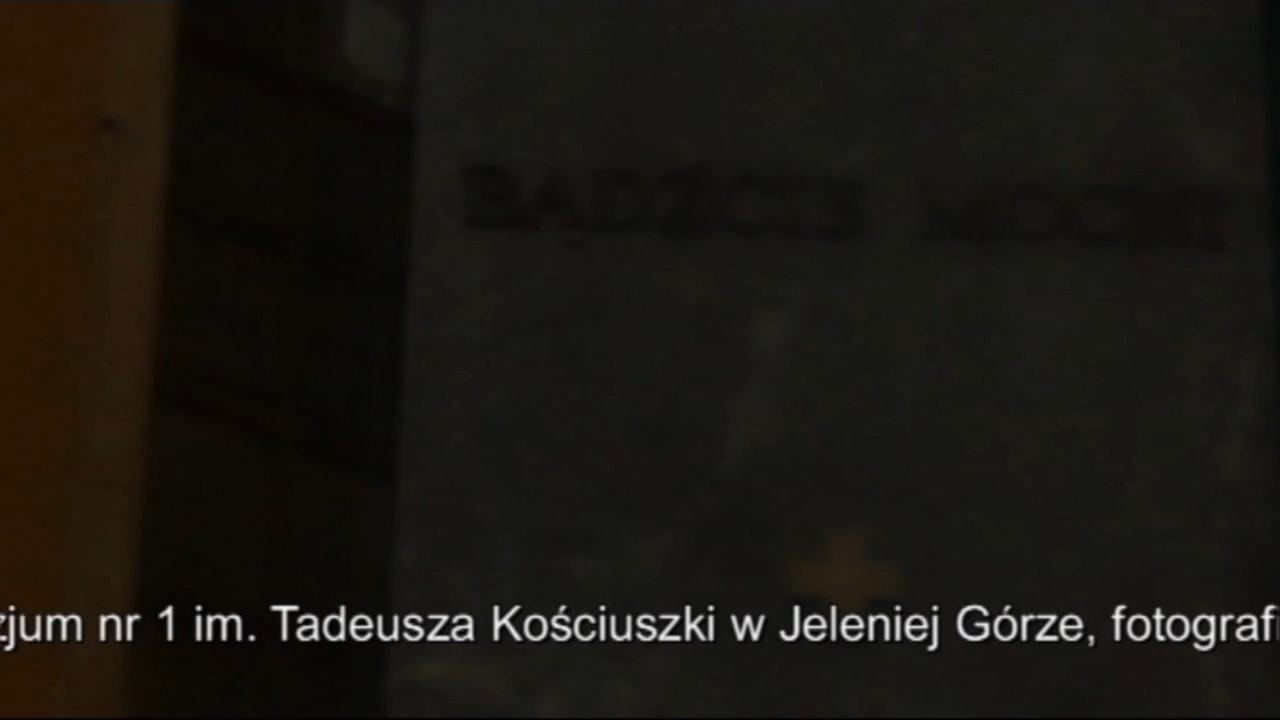 BĄDŹCIE MOCNI
zjum nr 1 im. Tadeusza Kościuszki w Jeleniej Górze, fotografi